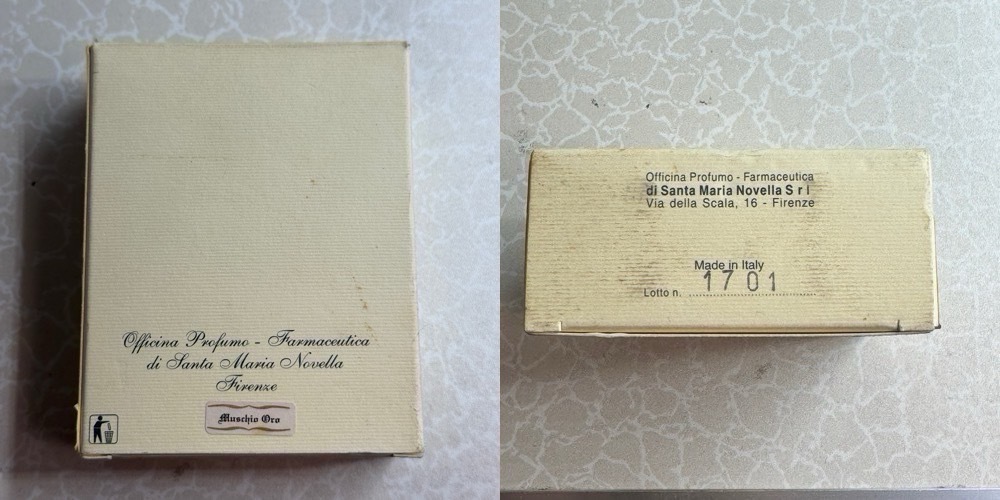 Officina Profumo - Farmaceutica
di Santa Maria Novella
Firenze
Muschio Oro
Officina Profumo - Farmaceutica
di Santa Maria Novella S r l
Via della Scala, 16 - Firenze
Made in Italy
Lotto n. 1701